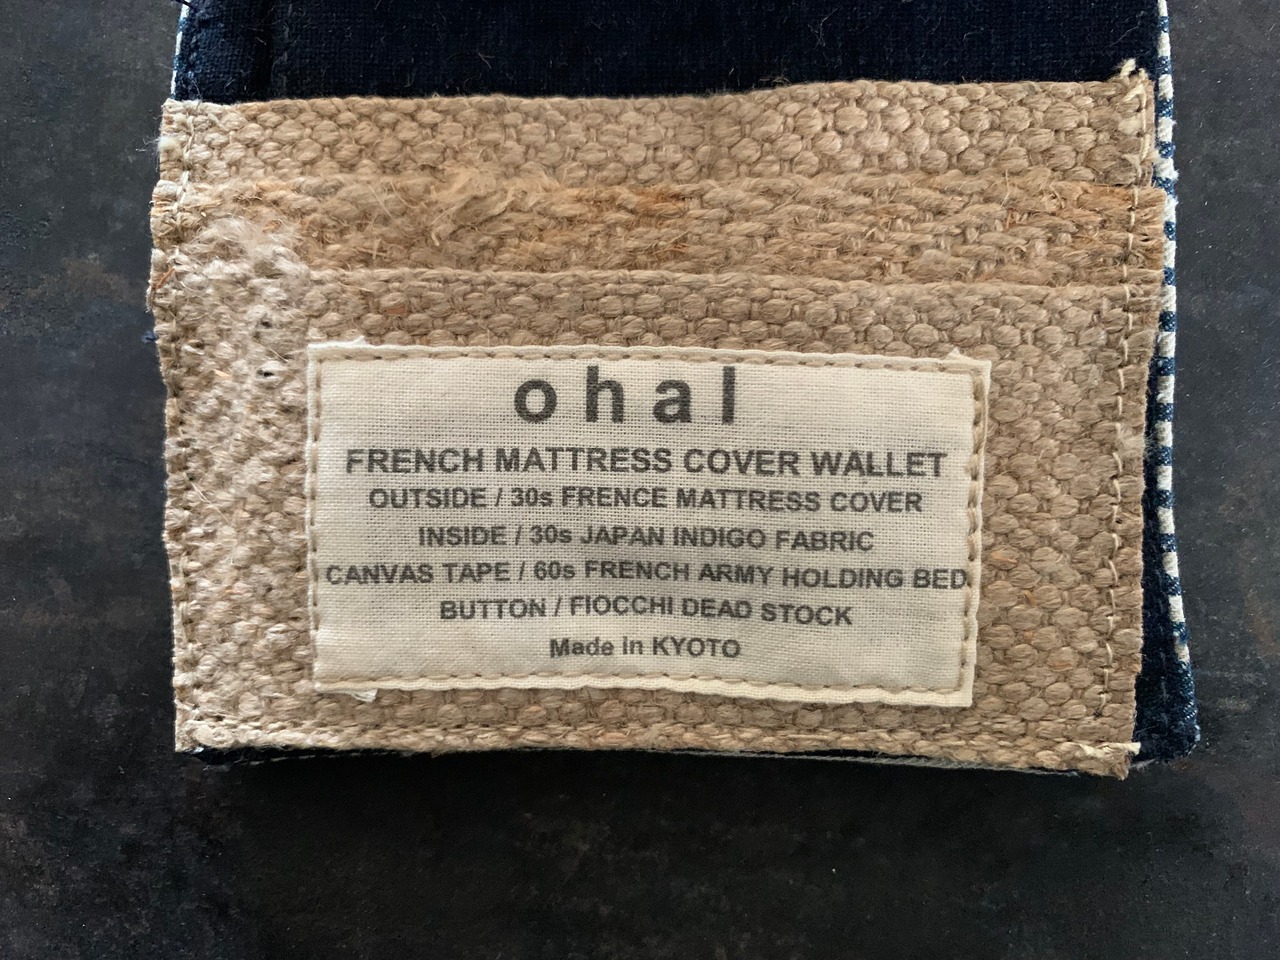 ohal
FRENCH MATTRESS COVER WALLET
OUTSIDE / 30s FRENCE MATTRESS COVER
INSIDE / 30s JAPAN INDIGO FABRIC
CANVAS TAPE / 60s FRENCH ARMY HOLDING BED
BUTTON / FIOCCHI DEAD STOCK
Made in KYOTO